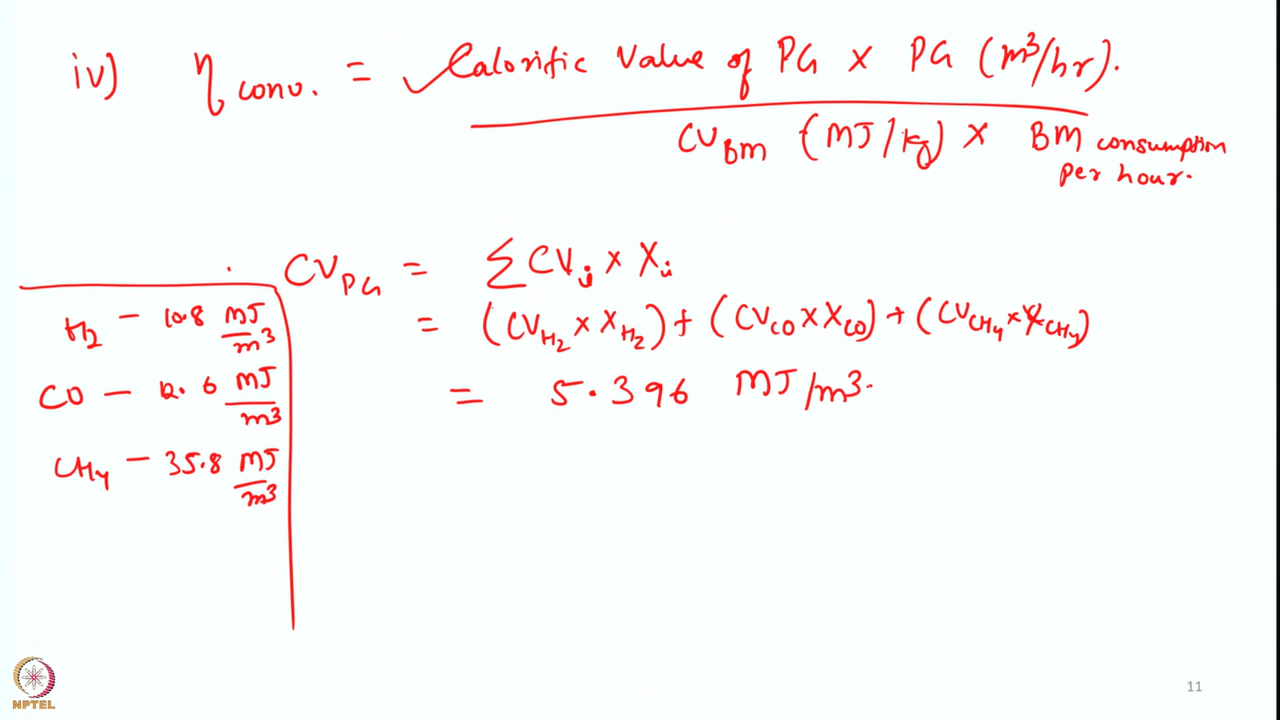 iv) η conv. = Calorific Value of PG × PG (m³/hr).
CV_BM (MJ/kg) × BM consumption
per hour.
CV_PG = Σ CV_i × X_i
H₂ - 10.8 MJ/m³
= (CV_H₂ × X_H₂) + (CV_CO × X_CO) + (CV_CH₄ × X_CH₄)
CO - 12.6 MJ/m³
= 5.396 MJ/m³.
CH₄ - 35.8 MJ/m³
NPTEL
11